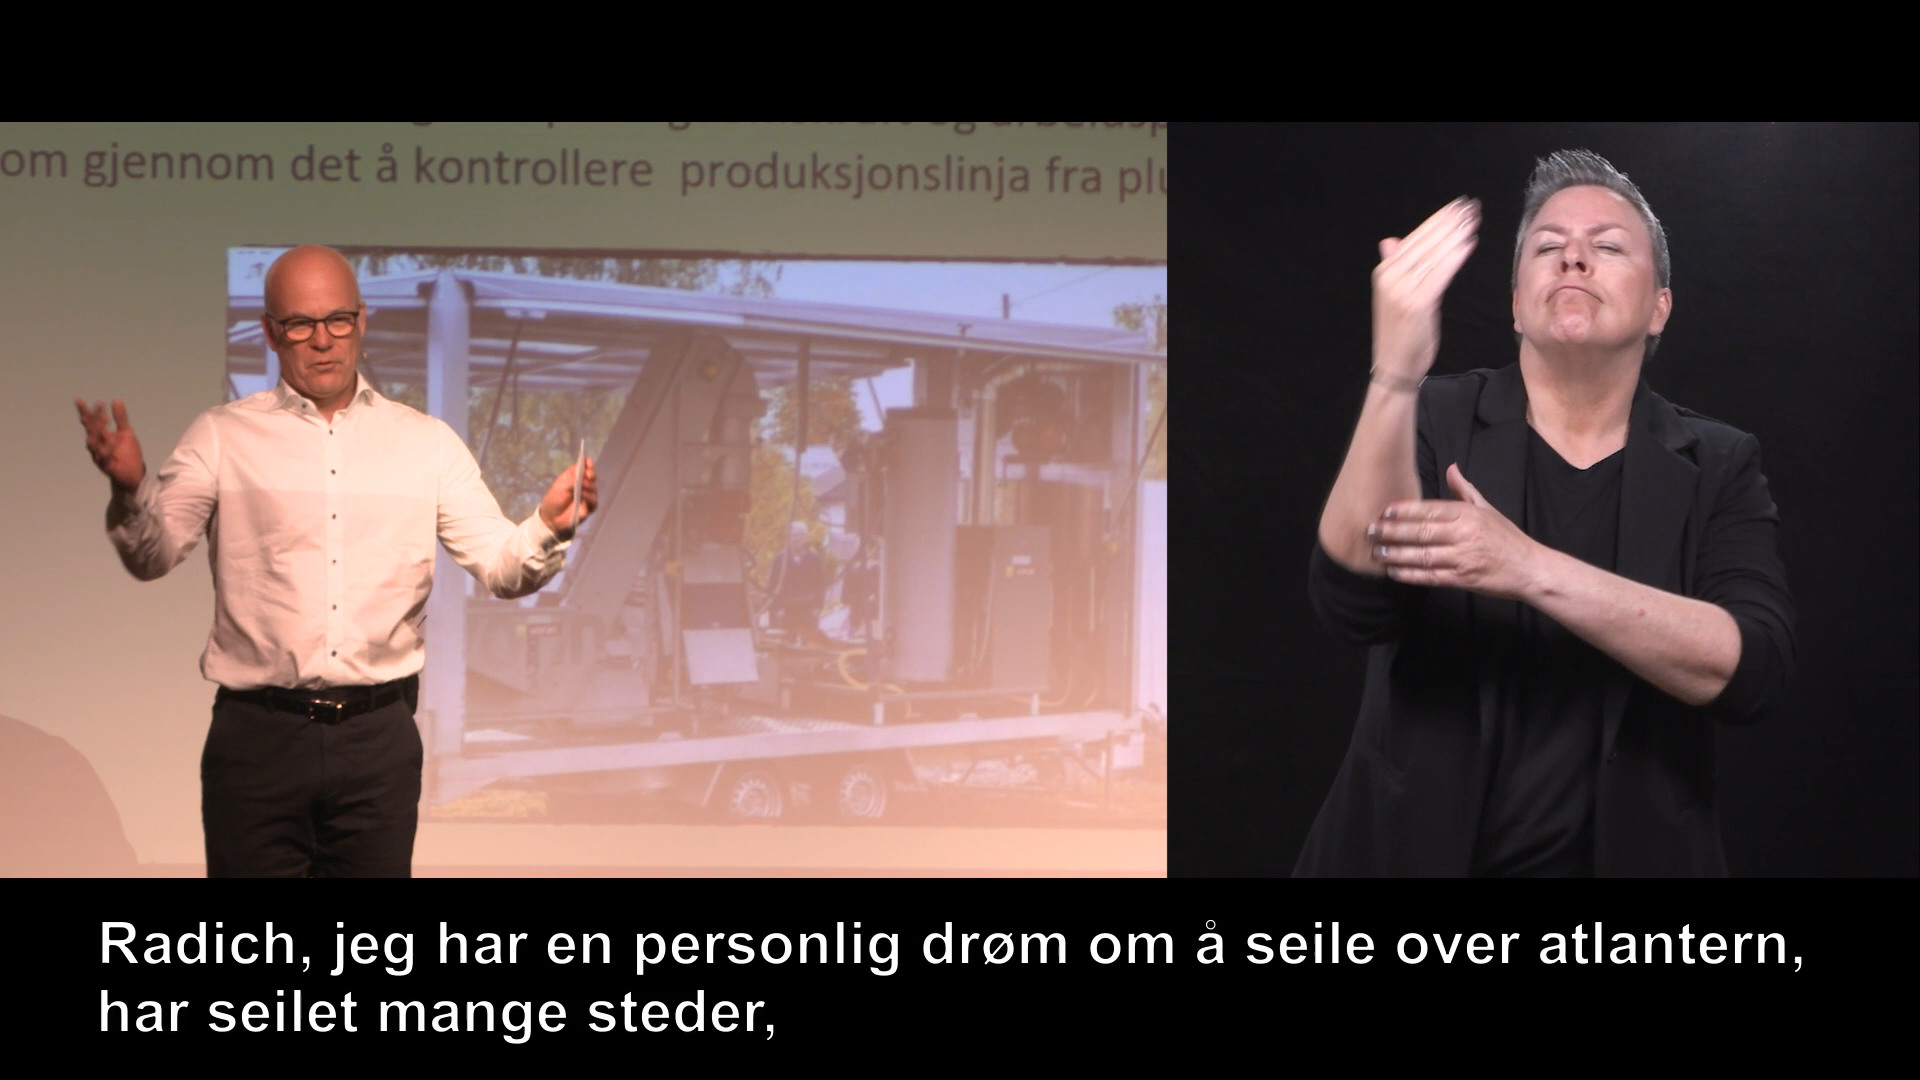 om gjennom det å kontrollere produksjonslinja fra
Radich, jeg har en personlig drøm om å seile over atlantern,
har seilet mange steder,